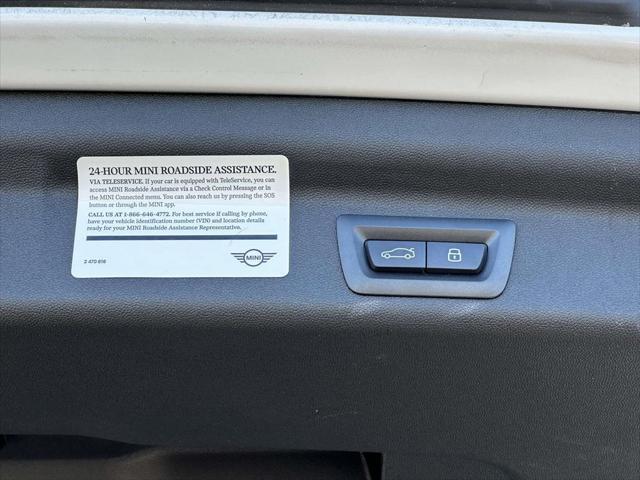 24-HOUR MINI ROADSIDE ASSISTANCE.
VIA TELESERVICE. If your car is equipped with TeleService, you can
access MINI Roadside Assistance via a Check Control Message or in
the MINI Connected menu. You can also reach us by pressing the SOS
button or through the MINI app.
CALL US AT 1-866-646-4772. For best service if calling by phone,
have your vehicle identification number (VIN) and location details
ready for your MINI Roadside Assistance Representative.
2 470 616
MINI